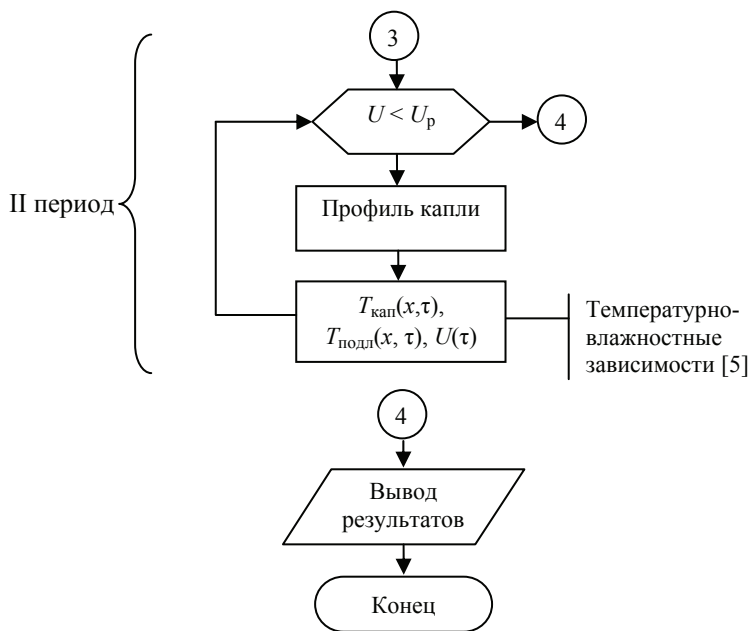 3
U < Uр
4
II период
Профиль капли
Tкап(x,τ),
Tподл(x, τ), U(τ)
Температурно-
влажностные
зависимости [5]
4
Вывод
результатов
Конец